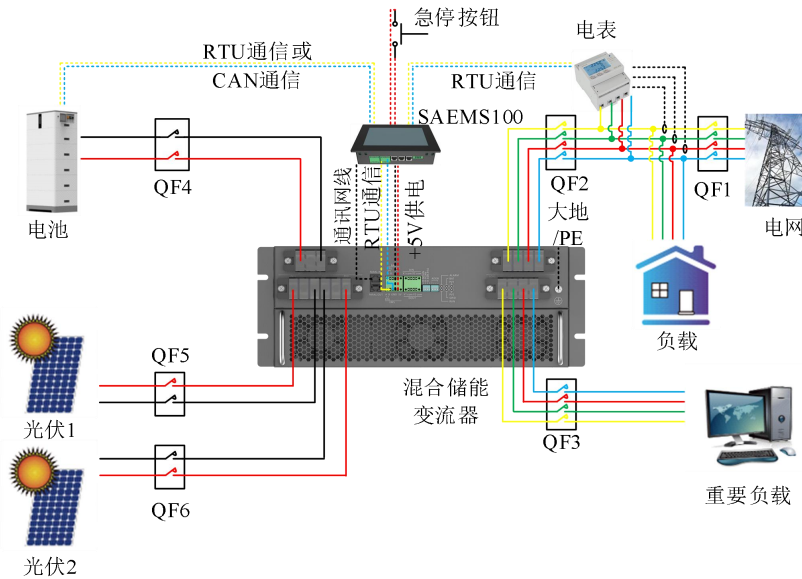 急停按钮
电表
RTU通信或
CAN通信
RTU通信
SAEMS100
QF4
QF2
QF1
电池
通讯网线
RTU通信
+5V供电
大地
/PE
电网
负载
QF5
混合储能
变流器
光伏1
QF3
QF6
重要负载
光伏2